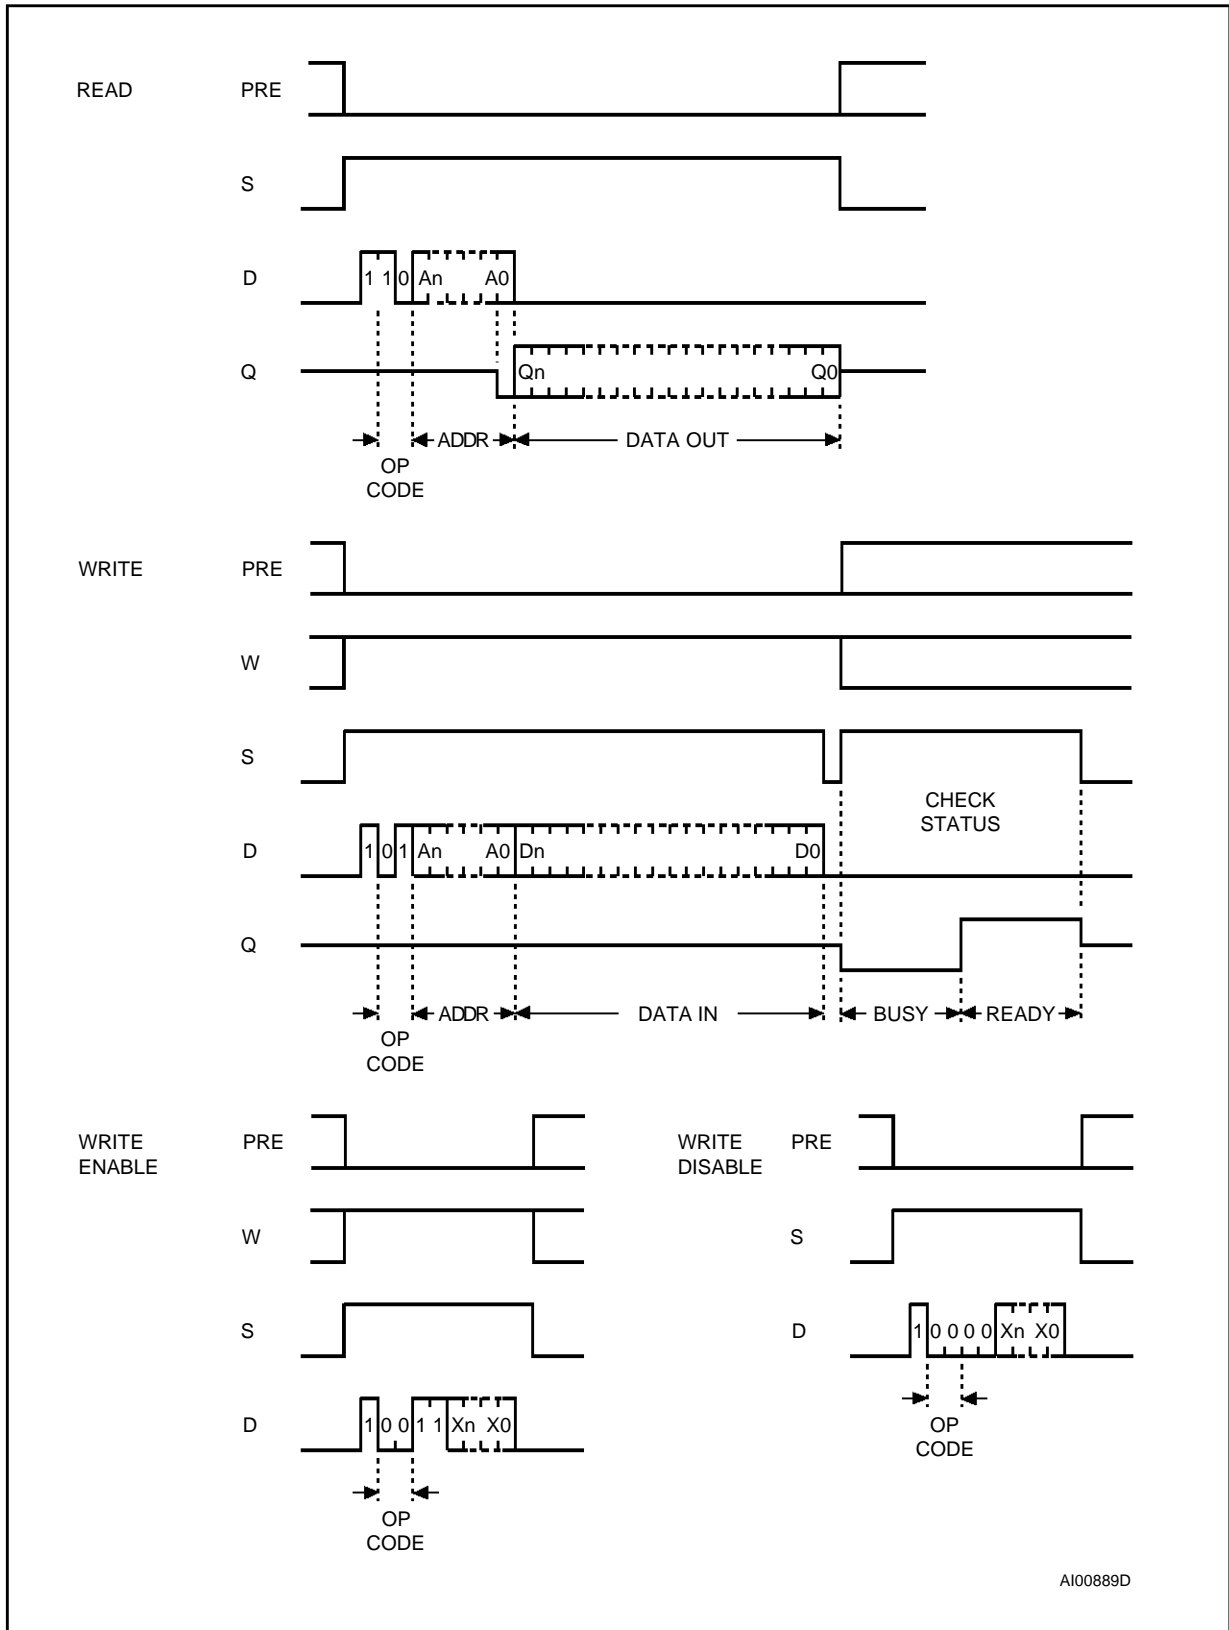 READ PRE
S
D 1 1 0 An A0
Q Qn Q0
ADDR DATA OUT
OP
CODE
WRITE PRE
W
S
CHECK
STATUS
D 1 0 1 An A0 Dn D0
Q
ADDR DATA IN BUSY READY
OP
CODE
WRITE
ENABLE
PRE
W
S
D 1 0 0 1 1 Xn X0
OP
CODE
WRITE
DISABLE
PRE
S
D 1 0 0 0 0 Xn X0
OP
CODE
AI00889D